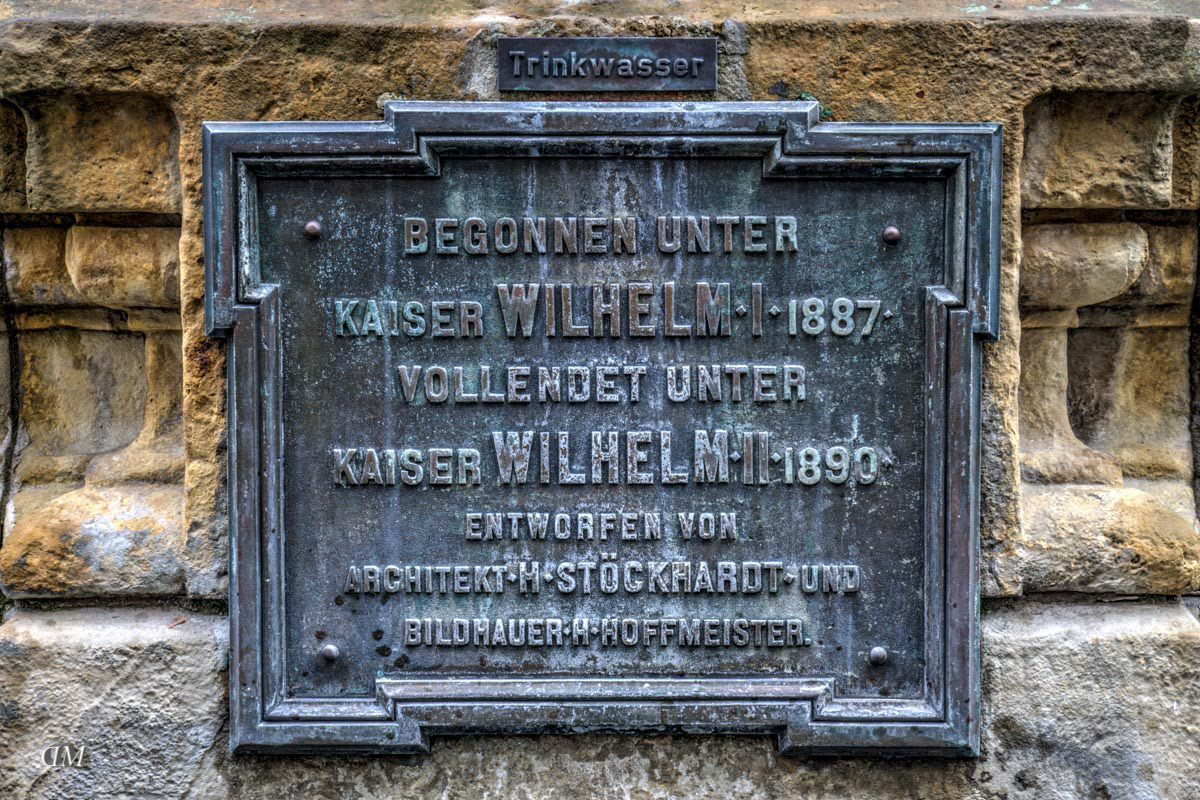 Trinkwasser
BEGONNEN UNTER
KAISER WILHELM · I · 1887 ·
VOLLENDET UNTER
KAISER WILHELM · II · 1890 ·
ENTWORFEN VON
ARCHITEKT · H · STÖCKHARDT · UND
BILDHAUER · H · HOFFMEISTER.
DM